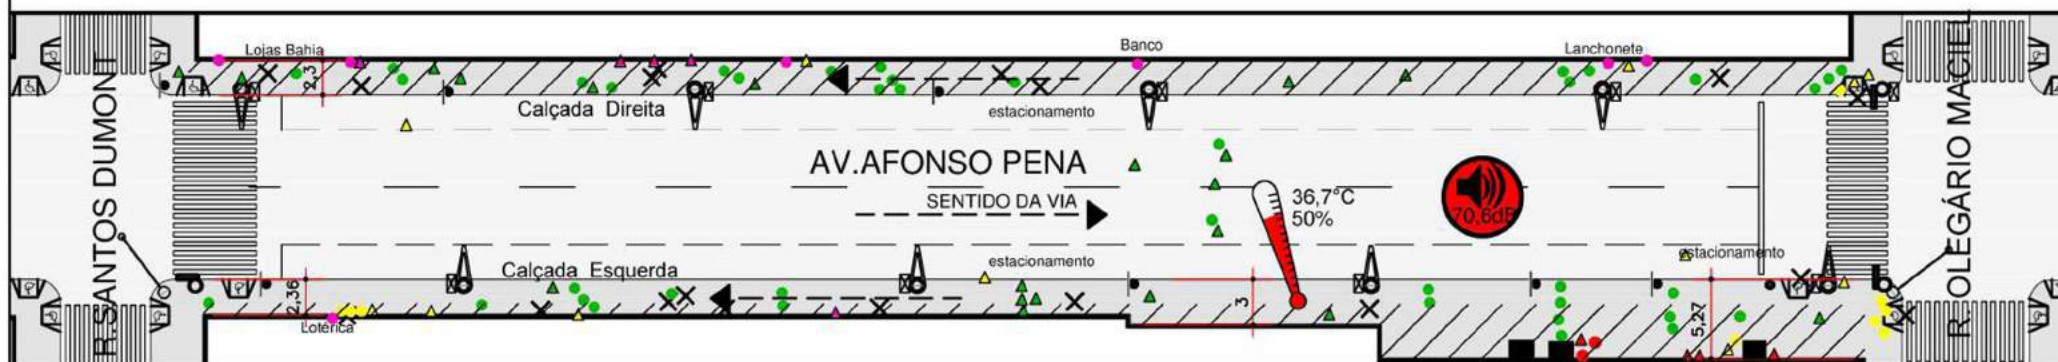 Lojas Bahia
Banco
Lanchonete
2,3
Calçada Direita
estacionamento
R.SANTOS DUMONT
AV.AFONSO PENA
SENTIDO DA VIA
36,7°C
50%
70,6dB
R. OLEGÁRIO MACIEL
Calçada Esquerda
estacionamento
estacionamento
2,36
3
5,27
Lotérica